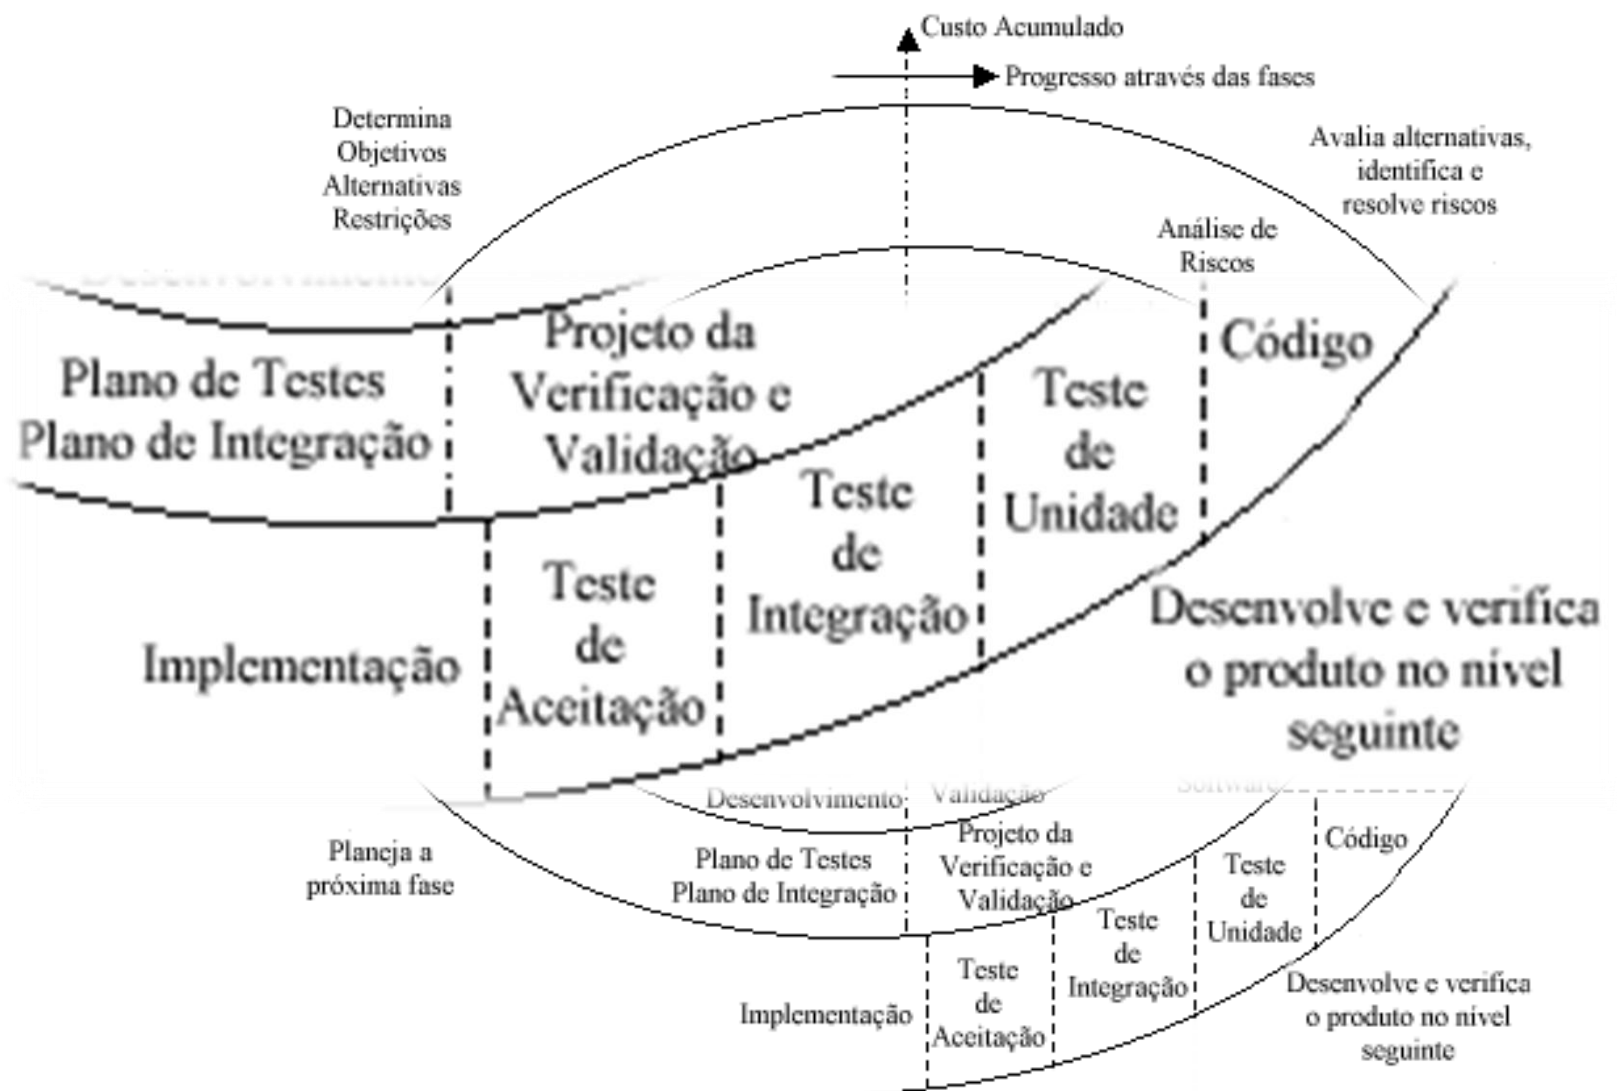 Custo Acumulado
Progresso através das fases
Determina
Objetivos
Alternativas
Restrições
Avalia alternativas,
identifica e
resolve riscos
Análise de
Riscos
Desenvolvimento
Plano de Testes
Plano de Integração
Projeto da
Verificação e
Validação
Código
Teste
de
Unidade
Teste
de
Integração
Teste
de
Aceitação
Implementação
Desenvolve e verifica
o produto no nível
seguinte
Desenvolvimento
Validação
Software
Planeja a
próxima fase
Plano de Testes
Plano de Integração
Projeto da
Verificação e
Validação
Código
Teste
de
Unidade
Teste
de
Integração
Teste
de
Aceitação
Implementação
Desenvolve e verifica
o produto no nível
seguinte